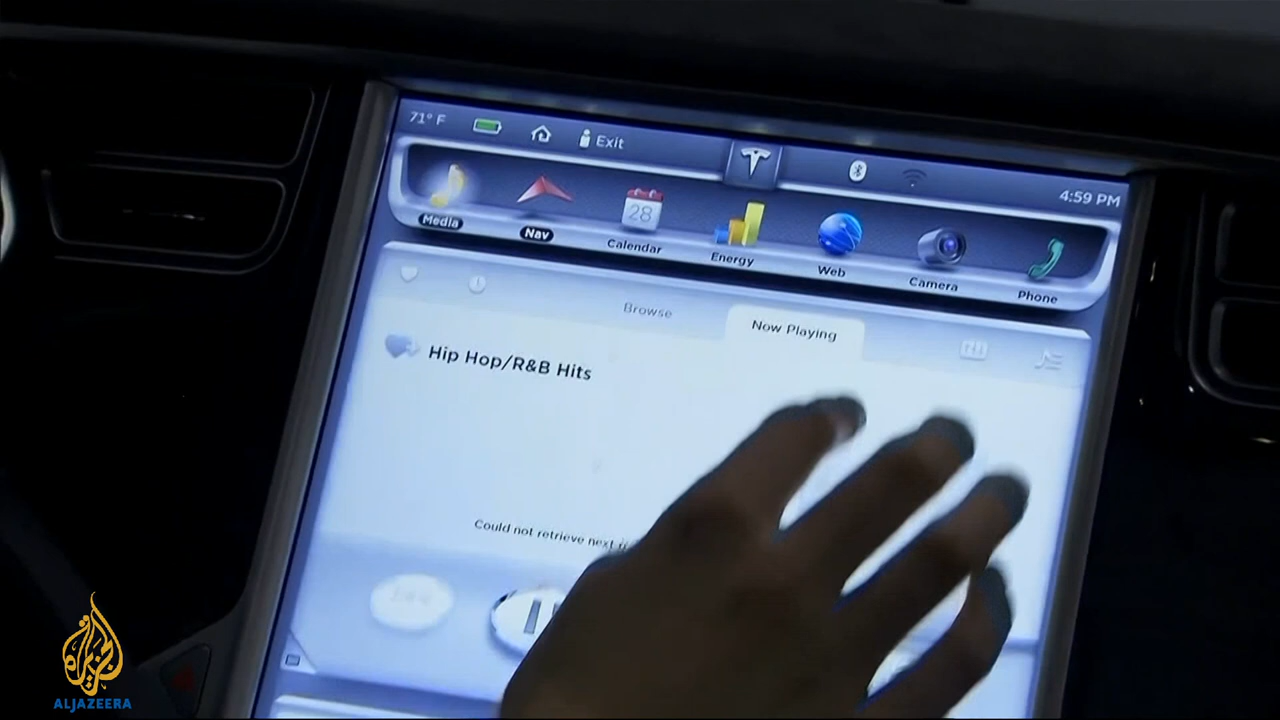 71° F
Exit
4:59 PM
Media
Nav
28
Calendar
Energy
Web
Camera
Phone
Browse
Now Playing
Hip Hop/R&B Hits
Could not retrieve next
الجزيرة
ALJAZEERA